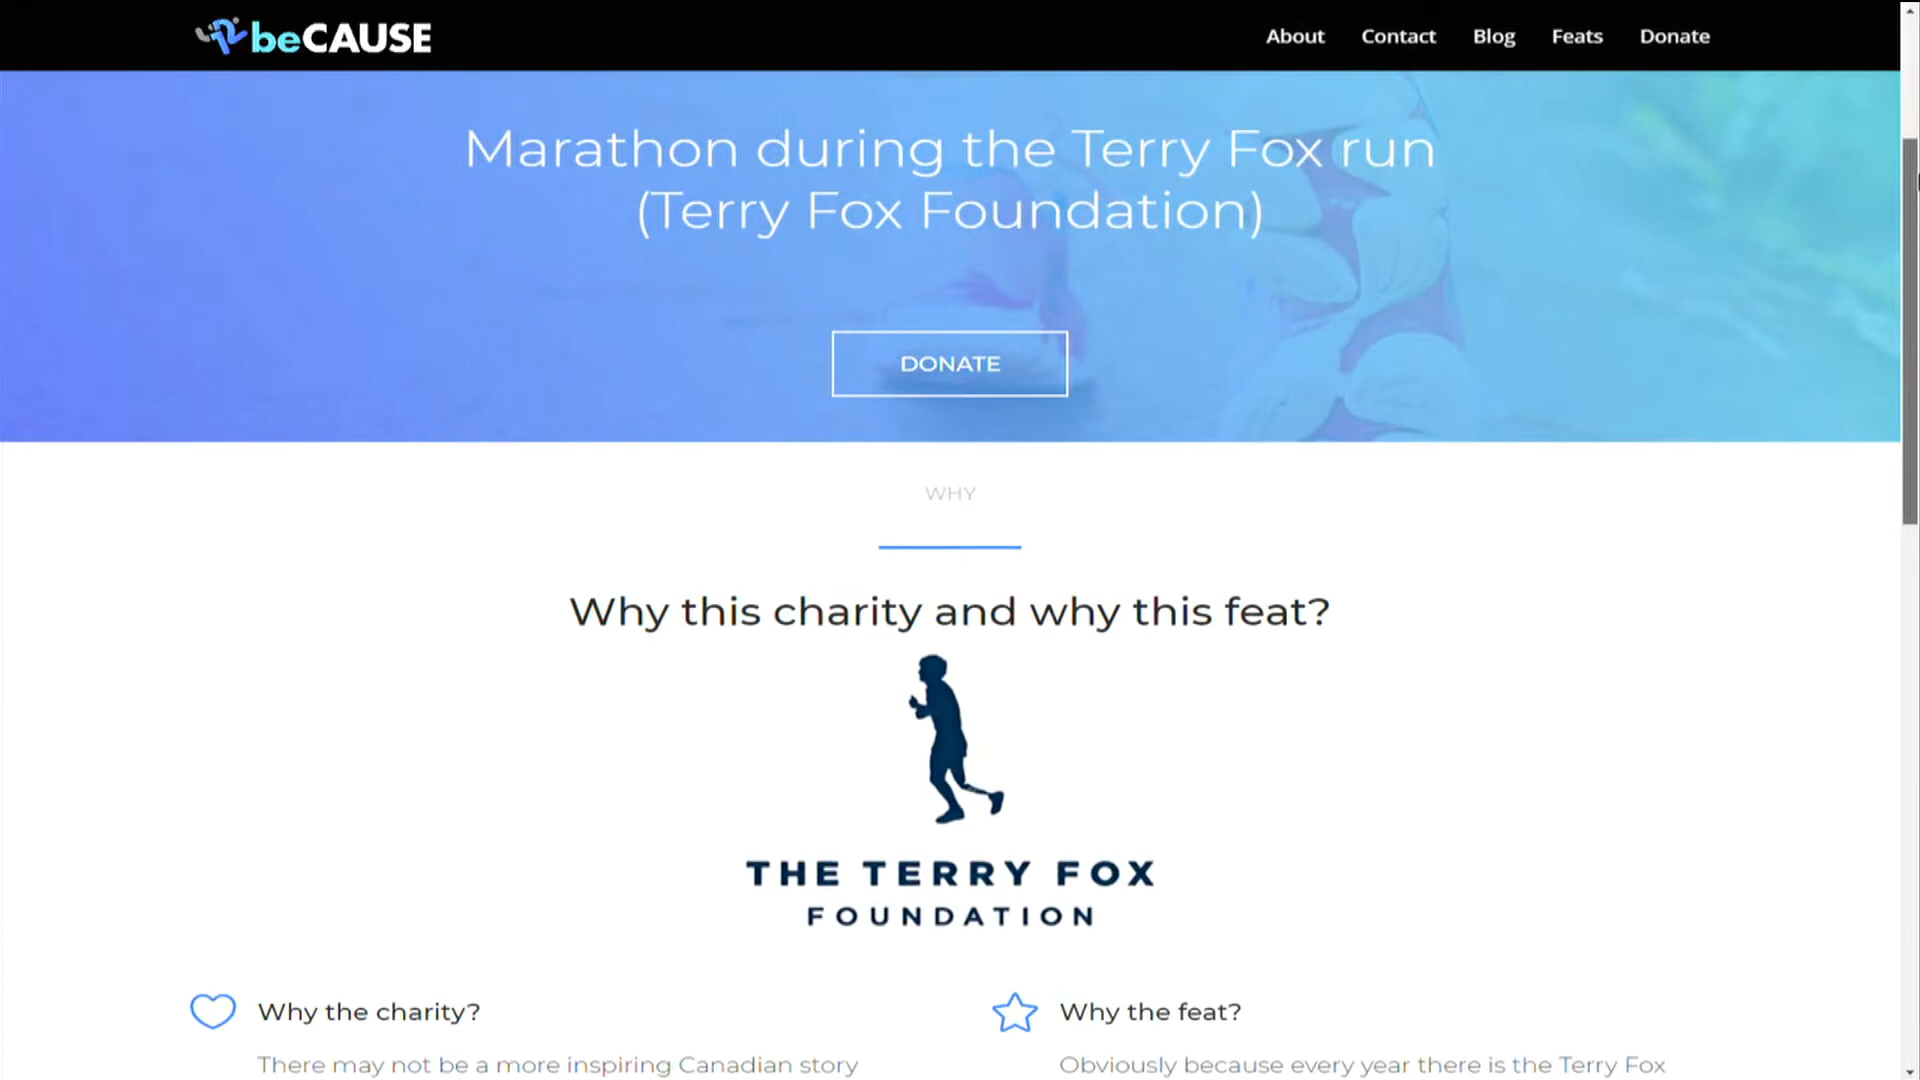 beCAUSE
About Contact Blog Feats Donate
Marathon during the Terry Fox run
(Terry Fox Foundation)
DONATE
WHY
Why this charity and why this feat?
THE TERRY FOX
FOUNDATION
Why the charity?
There may not be a more inspiring Canadian story
Why the feat?
Obviously because every year there is the Terry Fox